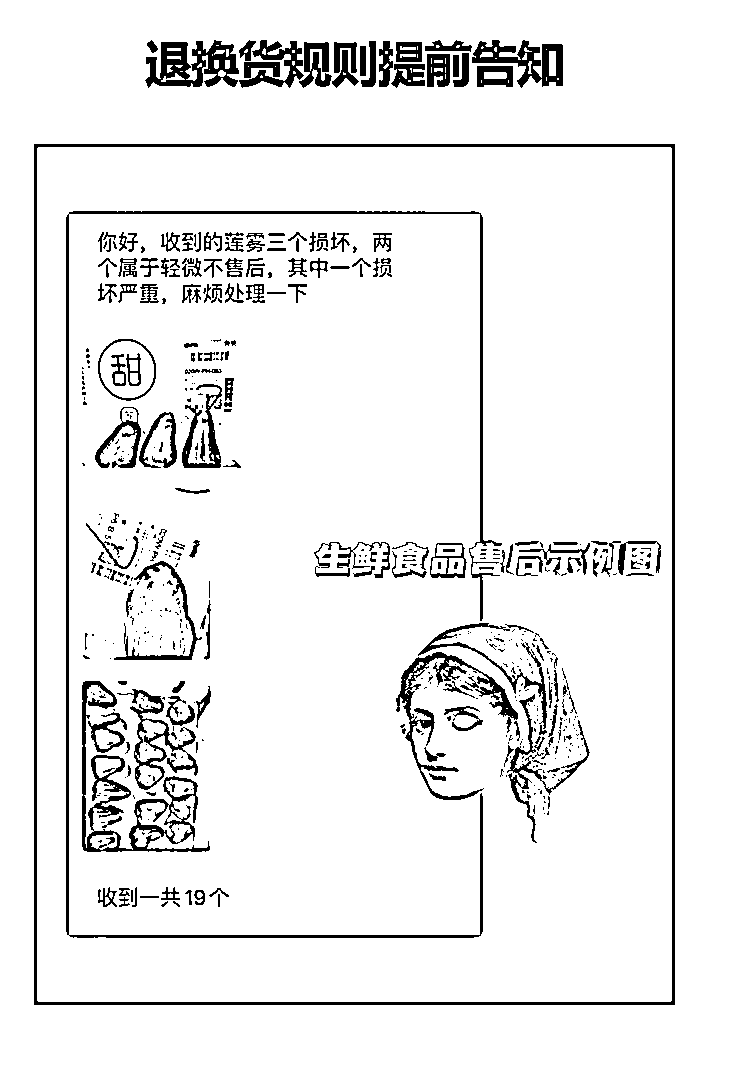 退换货规则提前告知
你好，收到的莲雾三个损坏，两
个属于轻微不售后，其中一个损
坏严重，麻烦处理一下
甜
生鲜食品售后示例图
收到一共19个